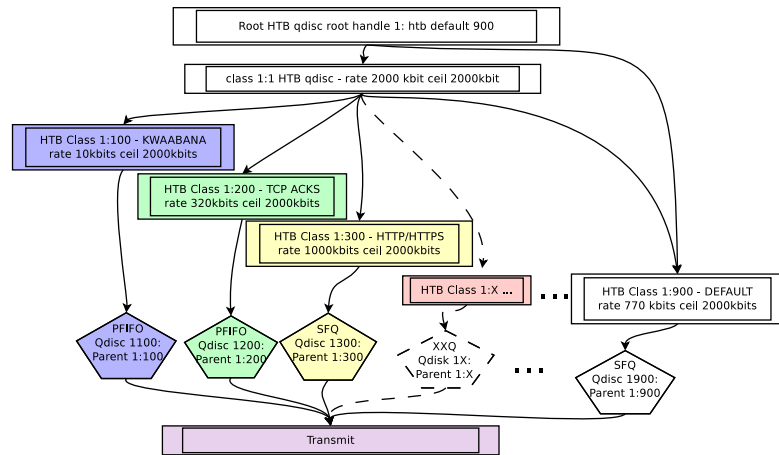 Root HTB qdisc root handle 1: htb default 900
class 1:1 HTB qdisc - rate 2000 kbit ceil 2000kbit
HTB Class 1:100 - KWAABANA
rate 10kbits ceil 2000kbits
HTB Class 1:200 - TCP ACKS
rate 320kbits ceil 2000kbits
HTB Class 1:300 - HTTP/HTTPS
rate 1000kbits ceil 2000kbits
HTB Class 1:X ...
...
HTB Class 1:900 - DEFAULT
rate 770 kbits ceil 2000kbits
PFIFO
Qdisc 1100:
Parent 1:100
PFIFO
Qdisc 1200:
Parent 1:200
SFQ
Qdisc 1300:
Parent 1:300
XXQ
Qdisk 1X:
Parent 1:X
...
SFQ
Qdisc 1900:
Parent 1:900
Transmit